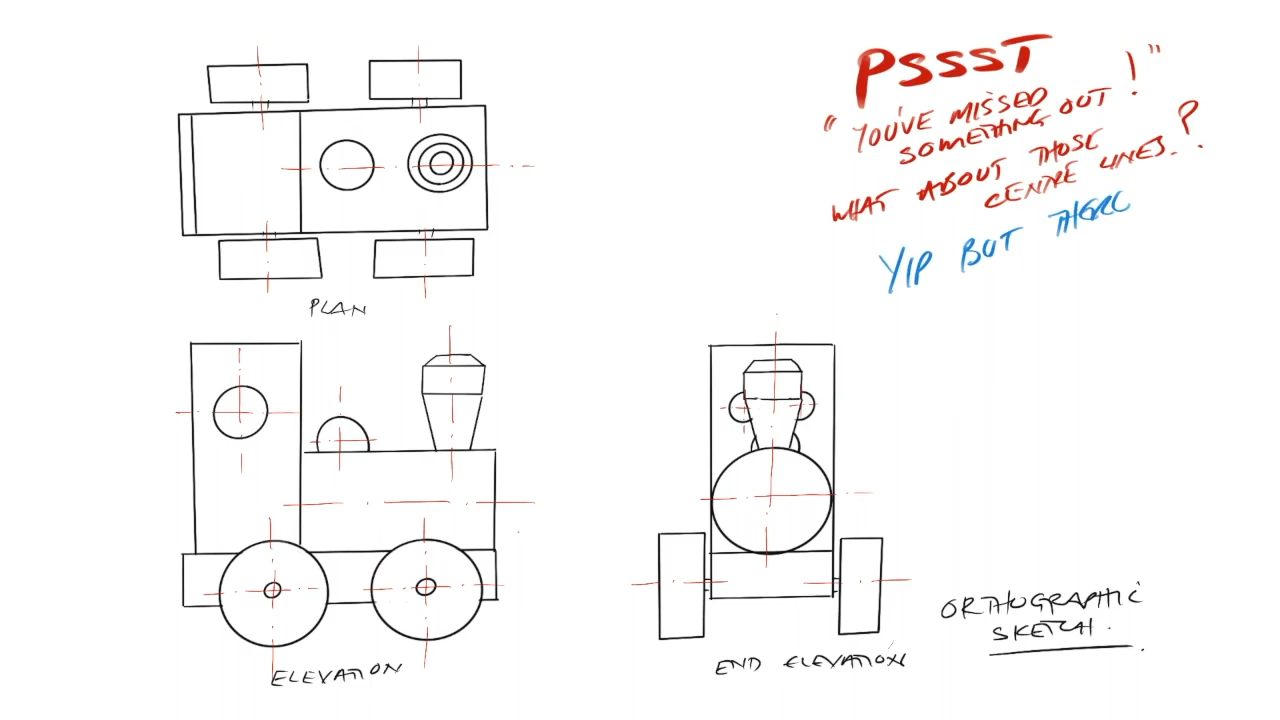 PSSST
"YOU'VE MISSED
SOMETHING OUT!"
WHAT ABOUT THOSE
CENTRE LINES.?
YIP BUT THERE
PLAN
ELEVATION
END ELEVATION
ORTHOGRAPHIC
SKETCH.